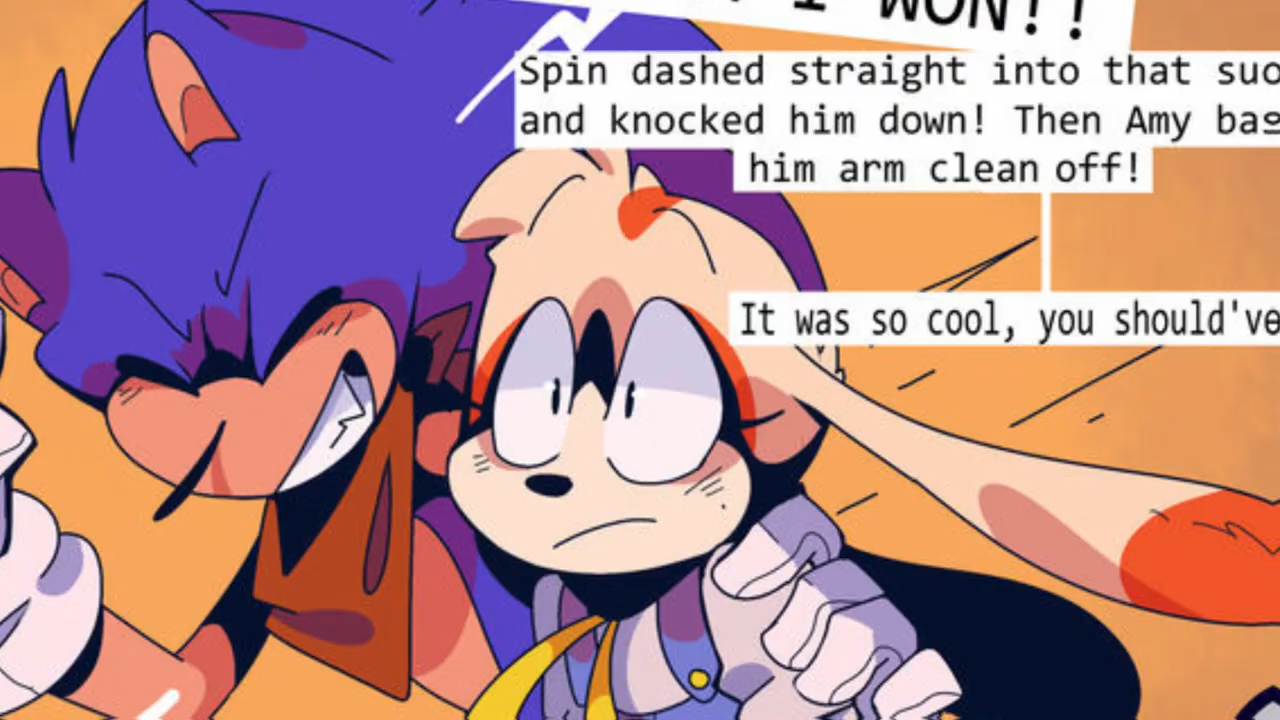 I WON!!
Spin dashed straight into that
and knocked him down! Then Amy
him arm clean off!
It was so cool, you should've